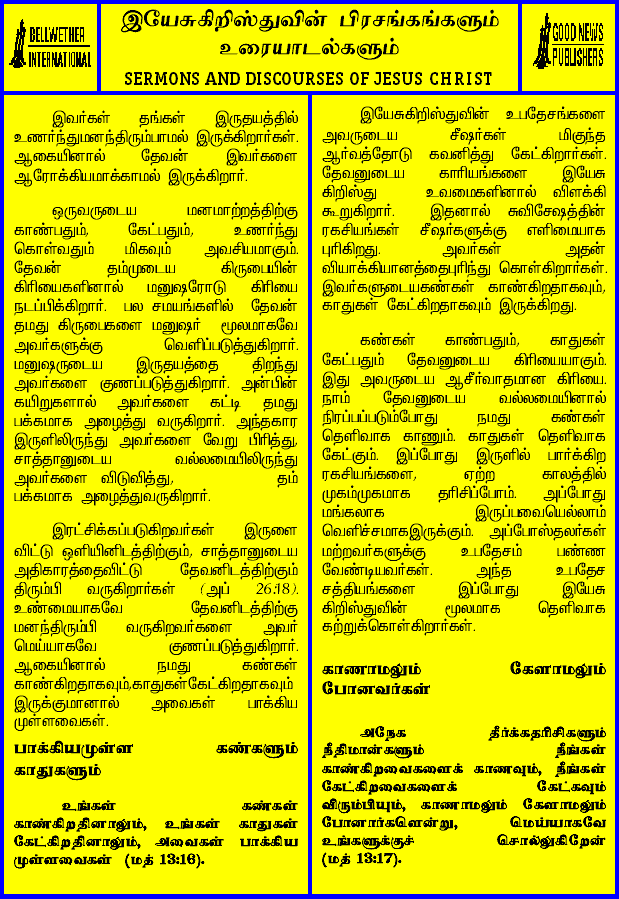 BELLWETHER
INTERNATIONAL
இயேசுகிறிஸ்துவின் பிரசங்கங்களும்
உரையாடல்களும்
SERMONS AND DISCOURSES OF JESUS CHRIST
GOOD NEWS
PUBLISHERS
இவர்கள் தங்கள் இருதயத்தில்
உணர்ந்துமனந்திரும்பாமல் இருக்கிறார்கள்.
ஆகையினால் தேவன் இவர்களை
ஆரோக்கியமாக்காமல் இருக்கிறார்.
ஒருவருடைய மனமாற்றத்திற்கு
காண்பதும், கேட்பதும், உணர்ந்து
கொள்வதும் மிகவும் அவசியமாகும்.
தேவன் தம்முடைய கிருபையின்
கிரியைகளினால் மனுஷரோடு கிரியை
நடப்பிக்கிறார். பல சமயங்களில் தேவன்
தமது கிருபைகளை மனுஷர் மூலமாகவே
அவர்களுக்கு வெளிப்படுத்துகிறார்.
மனுஷருடைய இருதயத்தை திறந்து
அவர்களை குணப்படுத்துகிறார். அன்பின்
கயிறுகளால் அவர்களை கட்டி தமது
பக்கமாக அழைத்து வருகிறார். அந்தகார
இருளிலிருந்து அவர்களை வேறு பிரித்து,
சாத்தானுடைய வல்லமையிலிருந்து
அவர்களை விடுவித்து, தம்
பக்கமாக அழைத்துவருகிறார்.
இரட்சிக்கப்படுகிறவர்கள் இருளை
விட்டு ஒளியினிடத்திற்கும், சாத்தானுடைய
அதிகாரத்தைவிட்டு தேவனிடத்திற்கும்
திரும்பி வருகிறார்கள் (அப் 26:18).
உண்மையாகவே தேவனிடத்திற்கு
மனந்திரும்பி வருகிறவர்களை அவர்
மெய்யாகவே குணப்படுத்துகிறார்.
ஆகையினால் நமது கண்கள்
காண்கிறதாகவும்,காதுகள்கேட்கிறதாகவும்
இருக்குமானால் அவைகள் பாக்கிய
முள்ளவைகள்.
பாக்கியமுள்ள கண்களும்
காதுகளும்
உங்கள் கண்கள்
காண்கிறதினாலும், உங்கள் காதுகள்
கேட்கிறதினாலும், அவைகள் பாக்கிய
முள்ளவைகள் (மத் 13:16).
இயேசுகிறிஸ்துவின் உபதேசங்களை
அவருடைய சீஷர்கள் மிகுந்த
ஆர்வத்தோடு கவனித்து கேட்கிறார்கள்.
தேவனுடைய காரியங்களை இயேசு
கிறிஸ்து உவமைகளினால் விளக்கி
கூறுகிறார். இதனால் சுவிசேஷத்தின்
ரகசியங்கள் சீஷர்களுக்கு எளிமையாக
புரிகிறது. அவர்கள் அதன்
வியாக்கியானத்தைபுரிந்து கொள்கிறார்கள்.
இவர்களுடையகண்கள் காண்கிறதாகவும்,
காதுகள் கேட்கிறதாகவும் இருக்கிறது.
கண்கள் காண்பதும், காதுகள்
கேட்பதும் தேவனுடைய கிரியையாகும்.
இது அவருடைய ஆசீர்வாதமான கிரியை.
நாம் தேவனுடைய வல்லமையினால்
நிரப்பப்படும்போது நமது கண்கள்
தெளிவாக காணும். காதுகள் தெளிவாக
கேட்கும். இப்போது இருளில் பார்க்கிற
ரகசியங்களை, ஏற்ற காலத்தில்
முகம்முகமாக தரிசிப்போம். அப்போது
மங்கலாக இருப்பவையெல்லாம்
வெளிச்சமாகஇருக்கும். அப்போஸ்தலர்கள்
மற்றவர்களுக்கு உபதேசம் பண்ண
வேண்டியவர்கள். அந்த உபதேச
சத்தியங்களை இப்போது இயேசு
கிறிஸ்துவின் மூலமாக தெளிவாக
கற்றுக்கொள்கிறார்கள்.
காணாமலும் கேளாமலும்
போனவர்கள்
அநேக தீர்க்கதரிசிகளும்
நீதிமான்களும் நீங்கள்
காண்கிறவைகளைக் காணவும், நீங்கள்
கேட்கிறவைகளைக் கேட்கவும்
விரும்பியும், காணாமலும் கேளாமலும்
போனார்களென்று, மெய்யாகவே
உங்களுக்குச் சொல்லுகிறேன்
(மத் 13:17).